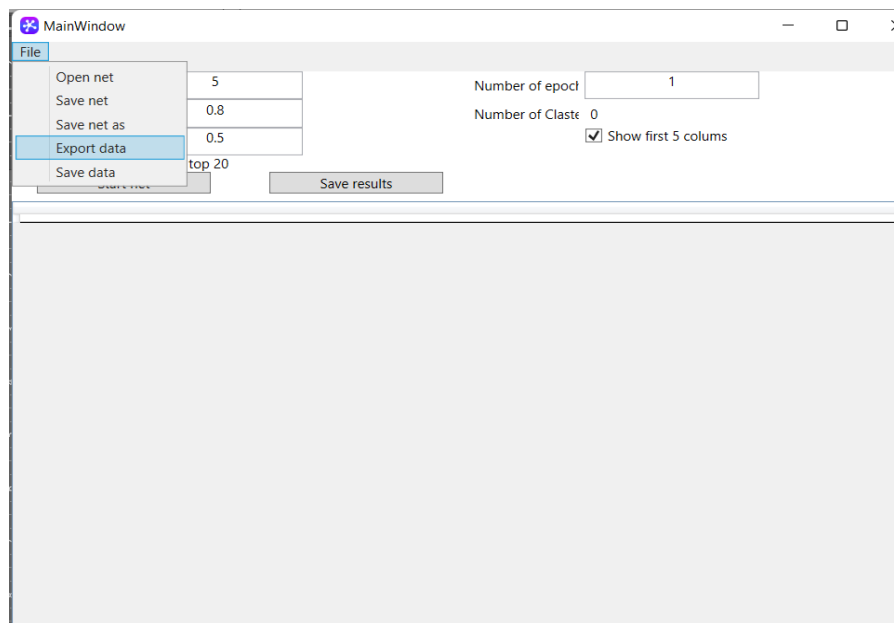 MainWindow
File
Open net
Save net
Save net as
Export data
Save data
5
0.8
0.5
top 20
Save results
Number of epoch
1
Number of Claste
0
Show first 5 colums